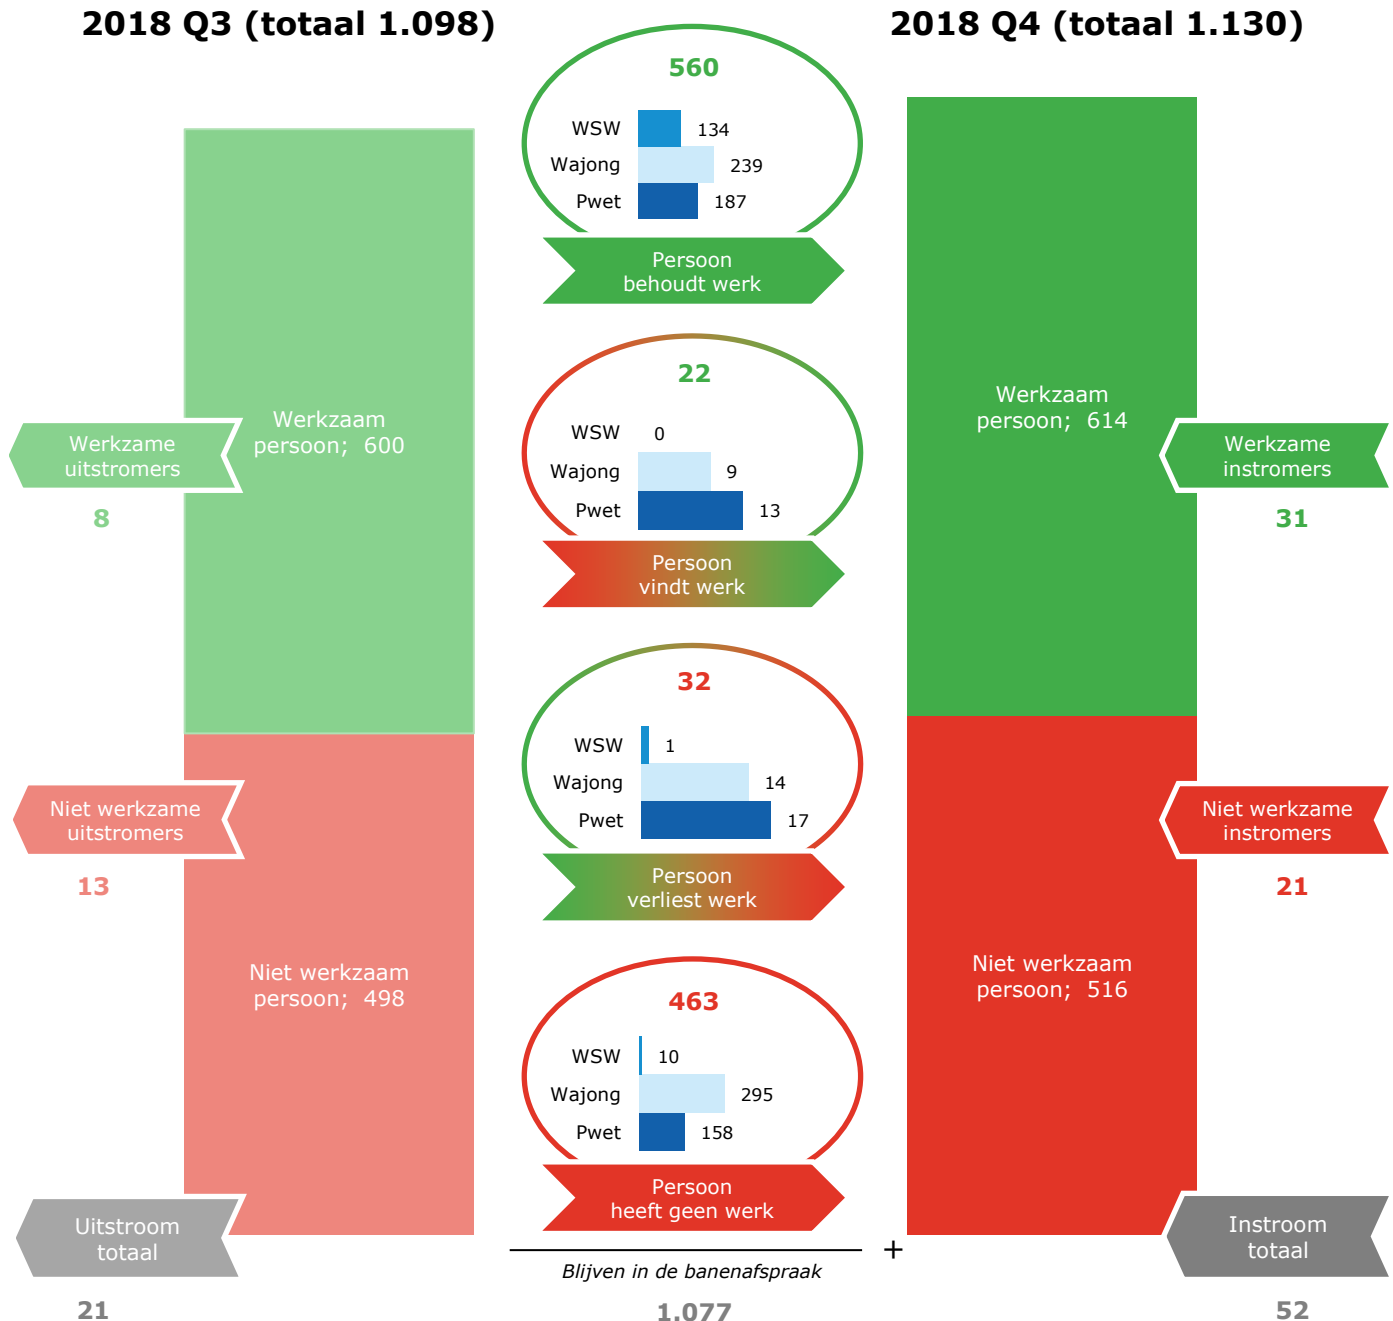 2018 Q3 (totaal 1.098)
2018 Q4 (totaal 1.130)
560
WSW 134
Wajong 239
Pwet 187
Persoon
behoudt werk
22
WSW 0
Wajong 9
Pwet 13
Persoon
vindt werk
32
WSW 1
Wajong 14
Pwet 17
Persoon
verliest werk
463
WSW 10
Wajong 295
Pwet 158
Persoon
heeft geen werk
Blijven in de banenafspraak
1.077
+
Werkzaam
persoon; 600
Werkzame
uitstromers
8
Niet werkzame
uitstromers
13
Niet werkzaam
persoon; 498
Uitstroom
totaal
21
Werkzaam
persoon; 614
Werkzame
instromers
31
Niet werkzame
instromers
21
Niet werkzaam
persoon; 516
Instroom
totaal
52